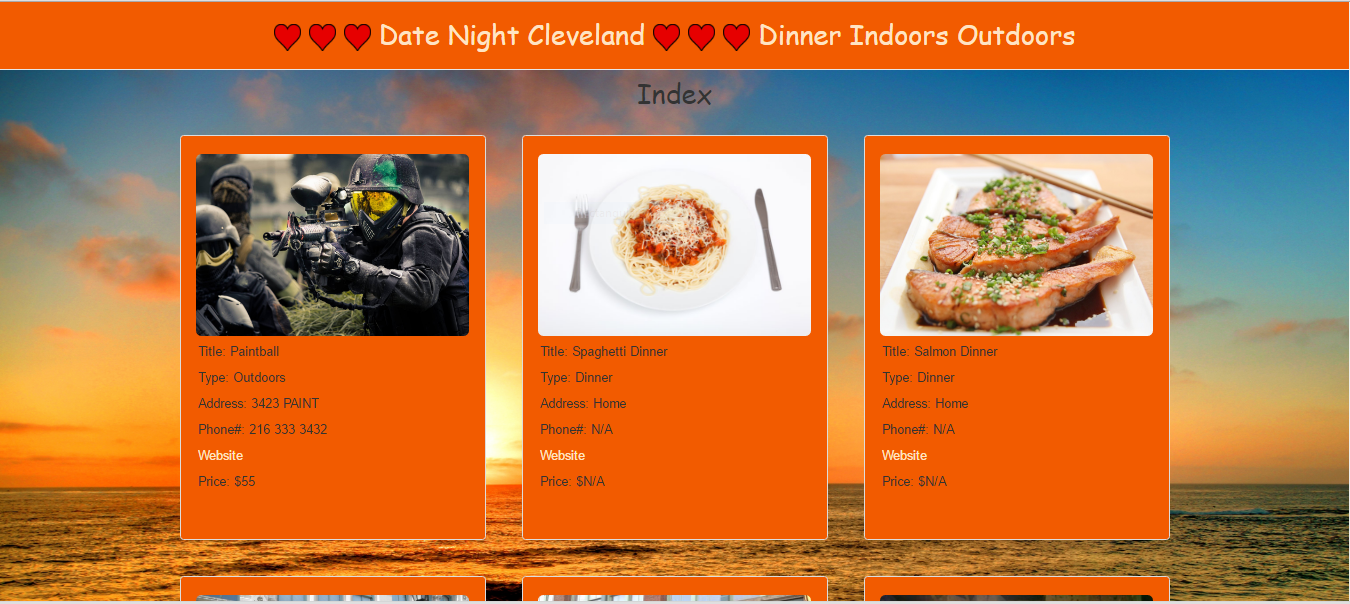 Date Night Cleveland Dinner Indoors Outdoors
Index
Title: Paintball
Type: Outdoors
Address: 3423 PAINT
Phone#: 216 333 3432
Website
Price: $55
Title: Spaghetti Dinner
Type: Dinner
Address: Home
Phone#: N/A
Website
Price: $N/A
Title: Salmon Dinner
Type: Dinner
Address: Home
Phone#: N/A
Website
Price: $N/A